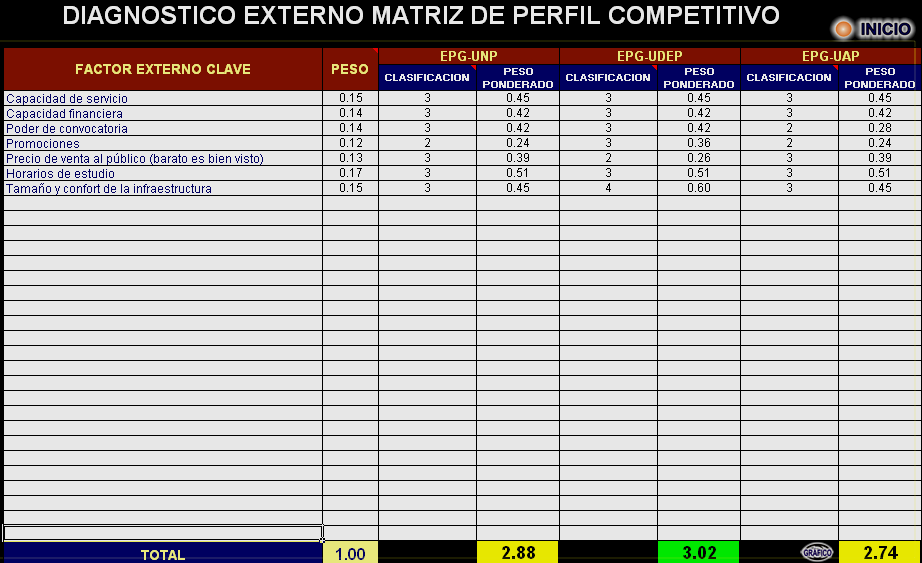 DIAGNOSTICO EXTERNO MATRIZ DE PERFIL COMPETITIVO
INICIO
FACTOR EXTERNO CLAVE PESO EPG-UNP EPG-UDEP EPG-UAP
CLASIFICACION PESO PONDERADO CLASIFICACION PESO PONDERADO CLASIFICACION PESO PONDERADO
Capacidad de servicio 0.15 3 0.45 3 0.45 3 0.45
Capacidad financiera 0.14 3 0.42 3 0.42 3 0.42
Poder de convocatoria 0.14 3 0.42 3 0.42 2 0.28
Promociones 0.12 2 0.24 3 0.36 2 0.24
Precio de venta al público (barato es bien visto) 0.13 3 0.39 2 0.26 3 0.39
Horarios de estudio 0.17 3 0.51 3 0.51 3 0.51
Tamaño y confort de la infraestructura 0.15 3 0.45 4 0.60 3 0.45
TOTAL 1.00 2.88 3.02 GRÁFICO 2.74